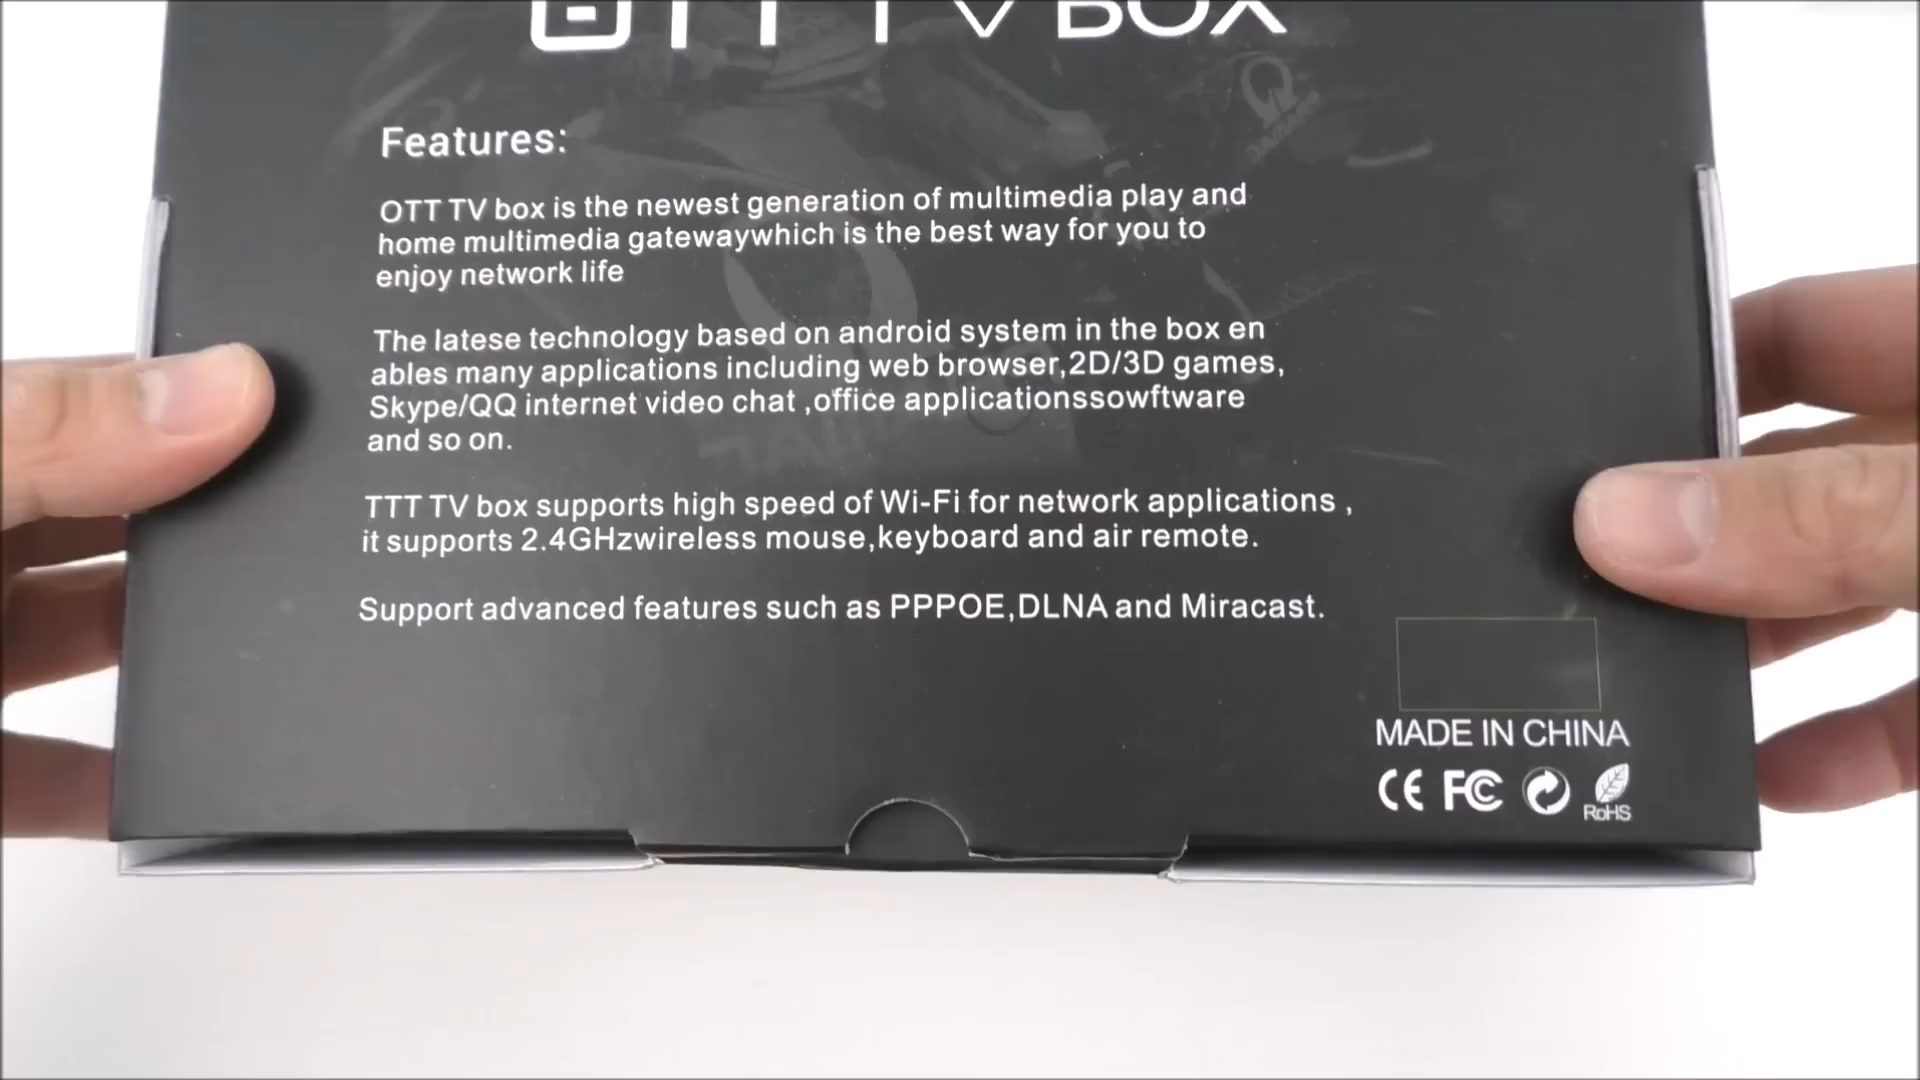 OTT TV BOX
Features:
OTT TV box is the newest generation of multimedia play and
home multimedia gatewaywhich is the best way for you to
enjoy network life
The latese technology based on android system in the box en
ables many applications including web browser,2D/3D games,
Skype/QQ internet video chat ,office applicationssowftware
and so on.
TTT TV box supports high speed of Wi-Fi for network applications ,
it supports 2.4GHzwireless mouse,keyboard and air remote.
Support advanced features such as PPPOE,DLNA and Miracast.
MADE IN CHINA
CE FC RoHS